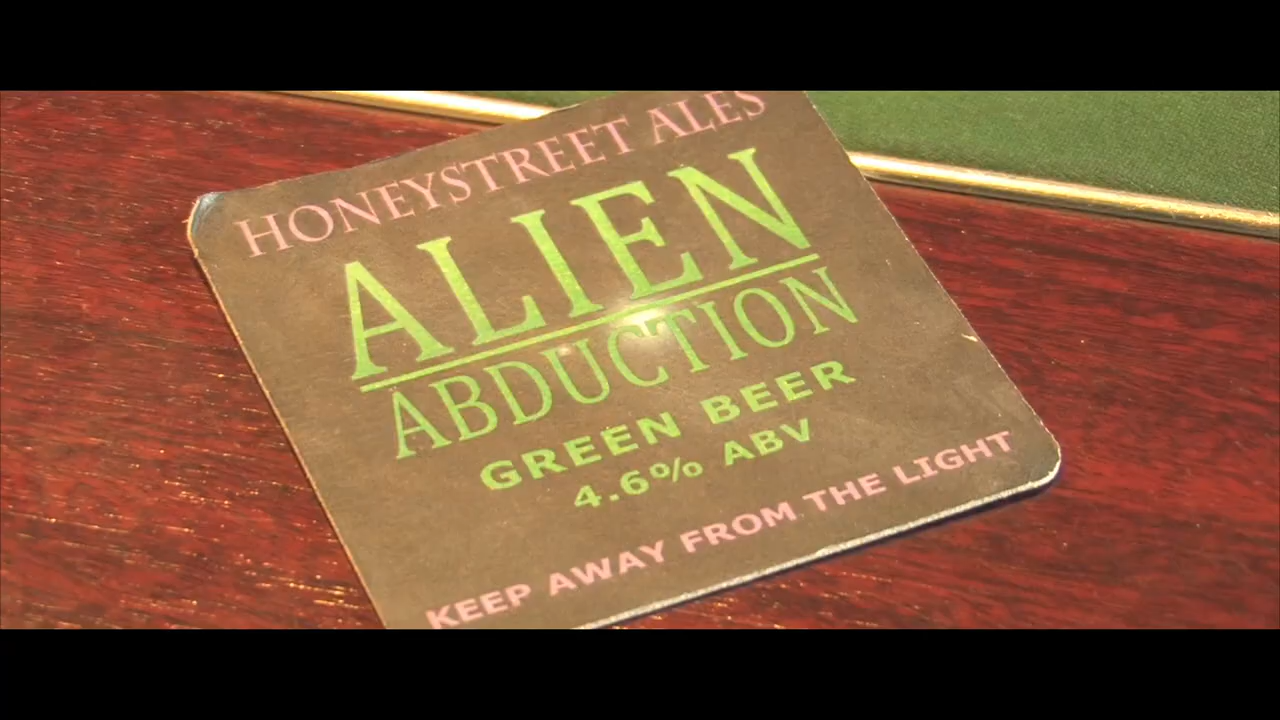 HONEYSTREET ALES
ALIEN
ABDUCTION
GREEN BEER
4.6% ABV
KEEP AWAY FROM THE LIGHT